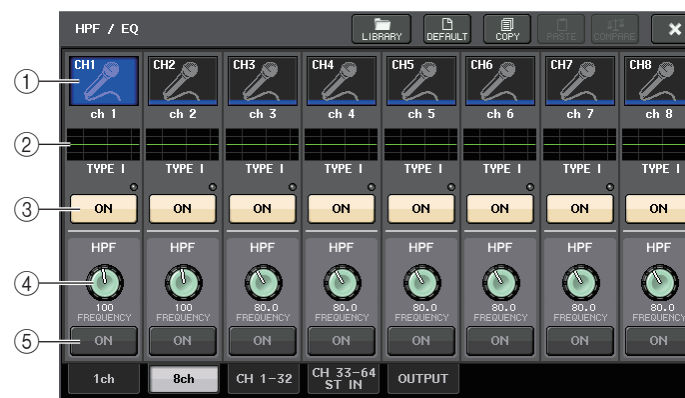 HPF / EQ
LIBRARY DEFAULT COPY PASTE COMPARE
① CH1 CH2 CH3 CH4 CH5 CH6 CH7 CH8
ch 1 ch 2 ch 3 ch 4 ch 5 ch 6 ch 7 ch 8
②
TYPE I TYPE I TYPE I TYPE I TYPE I TYPE I TYPE I TYPE I
③ ON ON ON ON ON ON ON ON
HPF HPF HPF HPF HPF HPF HPF HPF
④
100 100 80.0 80.0 80.0 80.0 80.0 80.0
FREQUENCY FREQUENCY FREQUENCY FREQUENCY FREQUENCY FREQUENCY FREQUENCY FREQUENCY
⑤ ON ON ON ON ON ON ON ON
1ch 8ch CH 1-32 CH 33-64 OUTPUT
ST IN